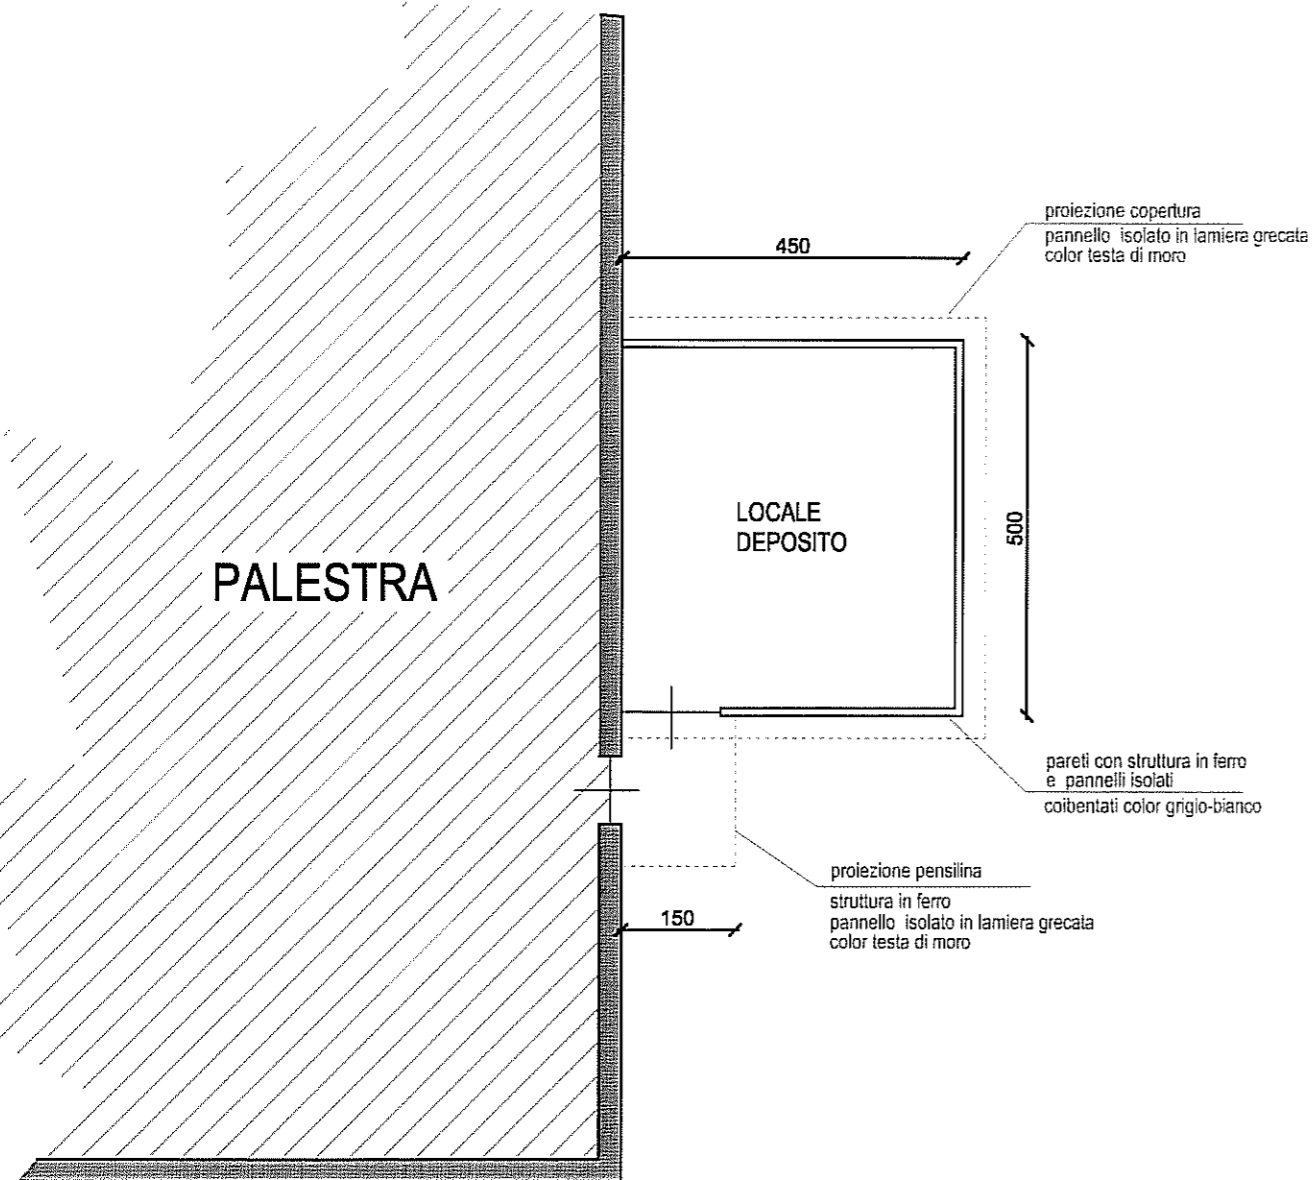 proiezione copertura
pannello isolato in lamiera grecata
color testa di moro
450
500
LOCALE
DEPOSITO
PALESTRA
pareti con struttura in ferro
e pannelli isolati
coibentati color grigio-bianco
proiezione pensilina
struttura in ferro
pannello isolato in lamiera grecata
color testa di moro
150